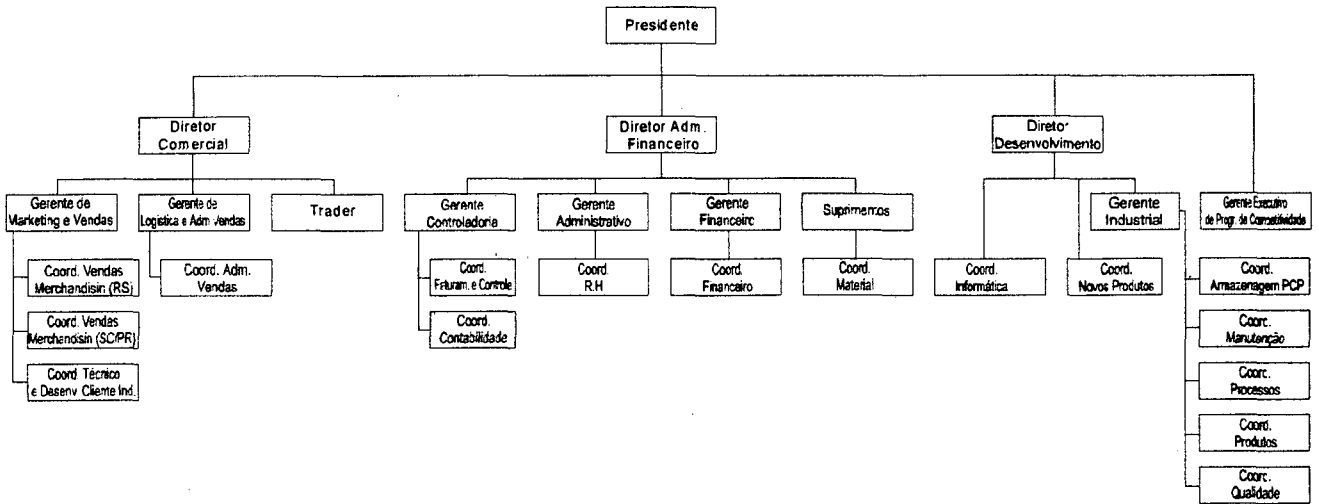 Presidente
Diretor
Comercial
Diretor Adm.
Financeiro
Diretor
Desenvolvimento
Gerente de
Marketing e Vendas
Gerente de
Logística e Adm Vendas
Trader
Gerente
Controladoria
Gerente
Administrativo
Gerente
Financeiro
Suprimentos
Gerente
Industrial
Gerente Executivo
de Progr. de Competitividade
Coord. Vendas
Merchandisin (RS)
Coord. Adm.
Vendas
Coord.
Faturam. e Controle
Coord.
R.H
Coord.
Financeiro
Coord.
Material
Coord.
Informática
Coord.
Novos Produtos
Coord.
Armazenagem PCP
Coord. Vendas
Merchandisin (SC/PR)
Coord.
Contabilidade
Coord.
Manutenção
Coord. Técnico
e Desenv. Cliente Ind.
Coord.
Processos
Coord.
Produtos
Coord.
Qualidade